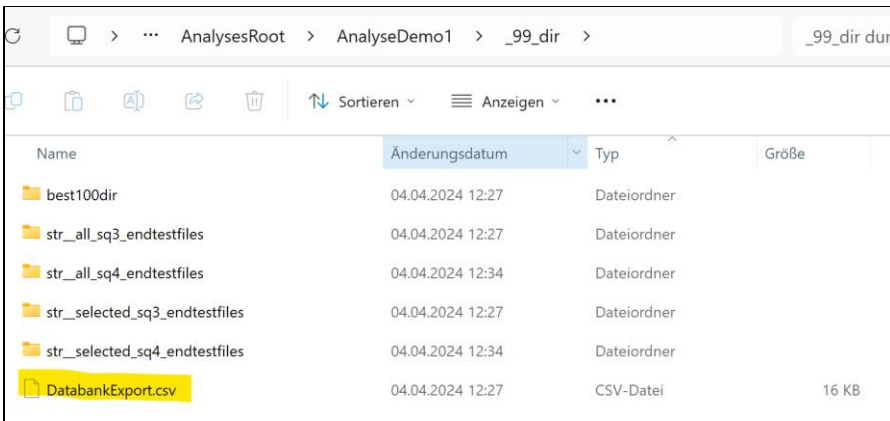 ··· AnalysesRoot > AnalyseDemo1 > _99_dir > _99_dir dur
Sortieren Anzeigen ···
Name Änderungsdatum Typ Größe
best100dir 04.04.2024 12:27 Dateiordner
str__all_sq3_endtestfiles 04.04.2024 12:27 Dateiordner
str__all_sq4_endtestfiles 04.04.2024 12:34 Dateiordner
str__selected_sq3_endtestfiles 04.04.2024 12:27 Dateiordner
str__selected_sq4_endtestfiles 04.04.2024 12:34 Dateiordner
DatabankExport.csv 04.04.2024 12:27 CSV-Datei 16 KB